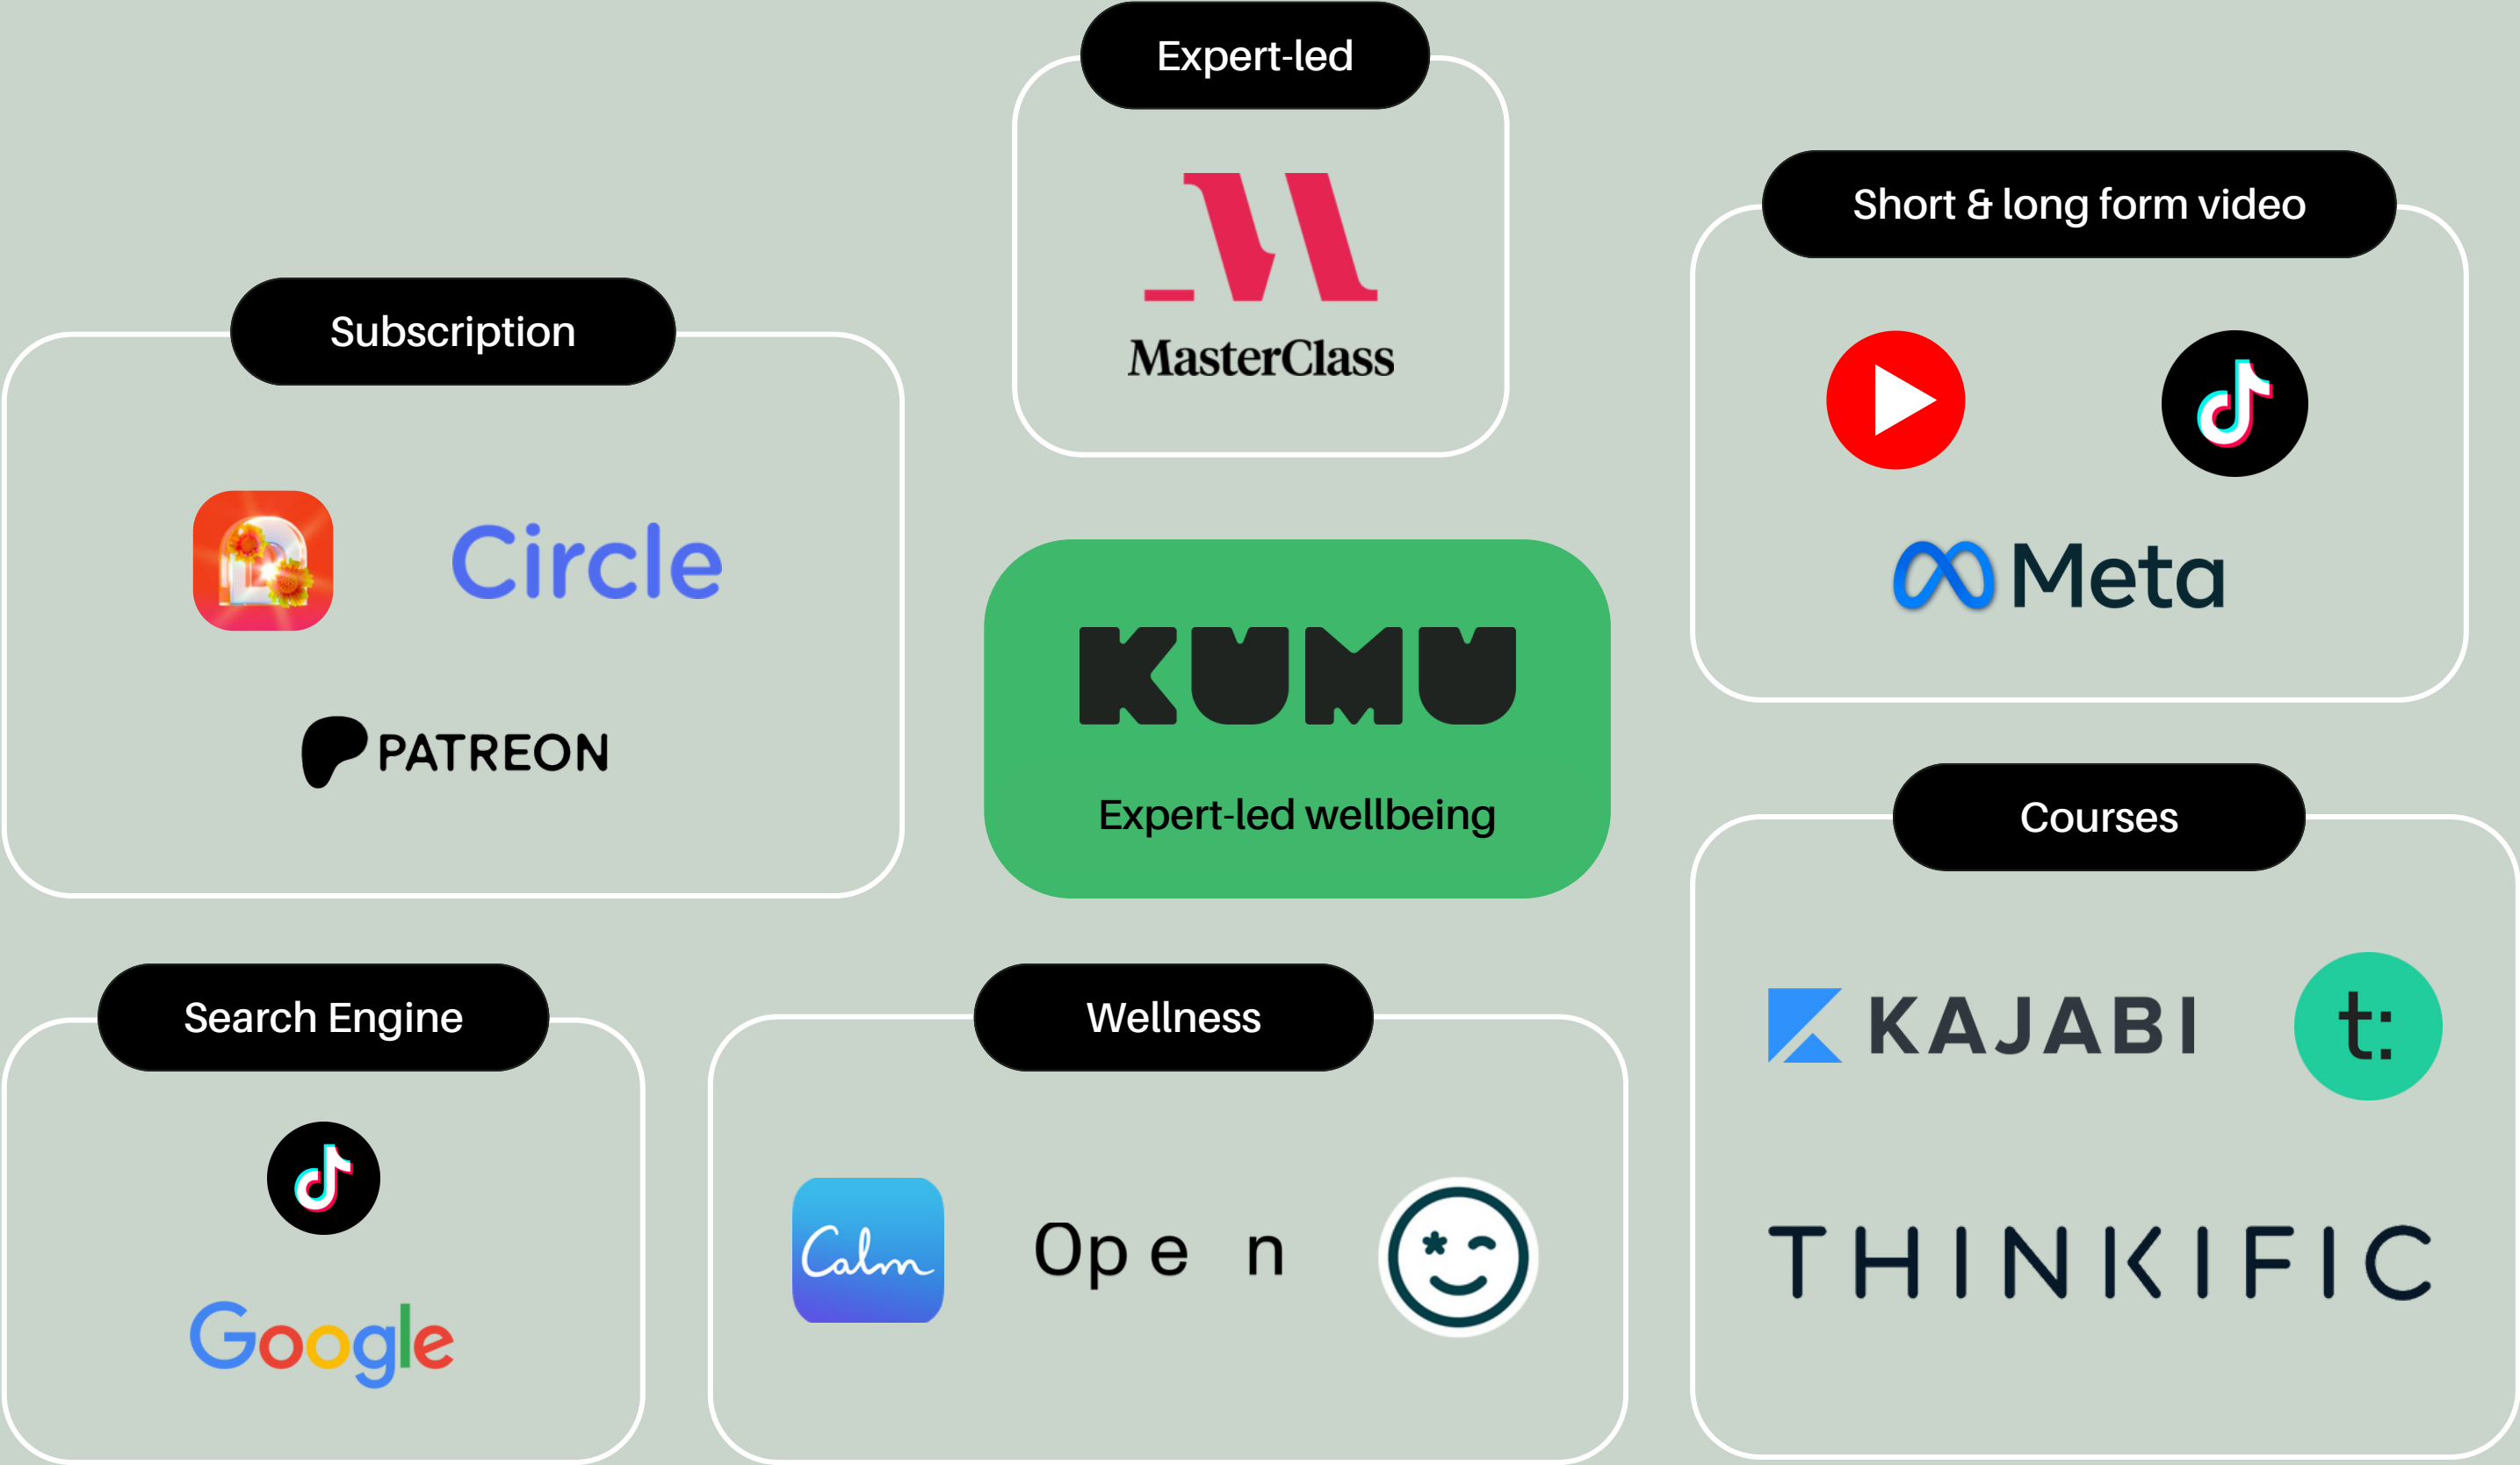 Expert-led
MasterClass
Short & long form video
Meta
Subscription
Circle
PATREON
KUMU
Expert-led wellbeing
Courses
KAJABI
t:
THINKIFIC
Search Engine
Google
Wellness
Calm
Op e n